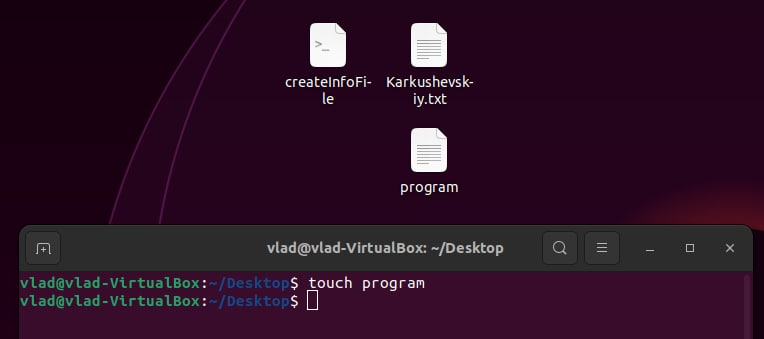 >_
createInfoFi-
le
Karkushevsk-
iy.txt
program
vlad@vlad-VirtualBox: ~/Desktop
vlad@vlad-VirtualBox:~/Desktop$ touch program
vlad@vlad-VirtualBox:~/Desktop$